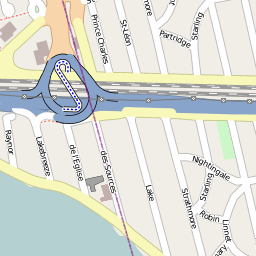 Prince Charles
St-Léon
Partridge
Starling
Raynor
Lakebreeze
de l'Église
des Sources
Lake
Nightingale
Starling
Strathmore
Robin
Linnet